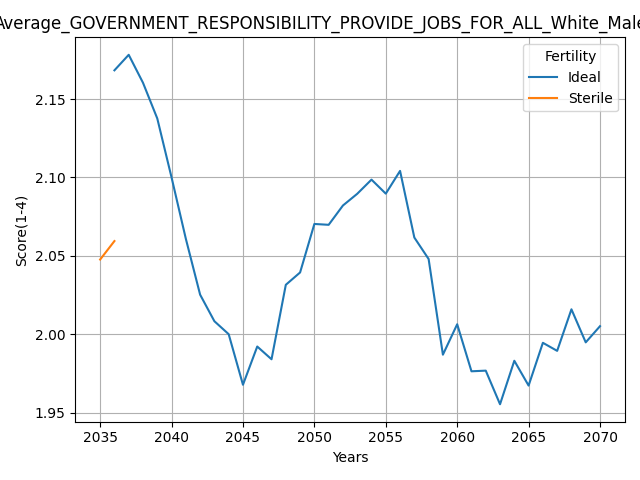 Average_GOVERNMENT_RESPONSIBILITY_PROVIDE_JOBS_FOR_ALL_White_Male
Fertility
Ideal
Sterile
2.15
2.10
2.05
2.00
1.95
Score(1-4)
2035 2040 2045 2050 2055 2060 2065 2070
Years